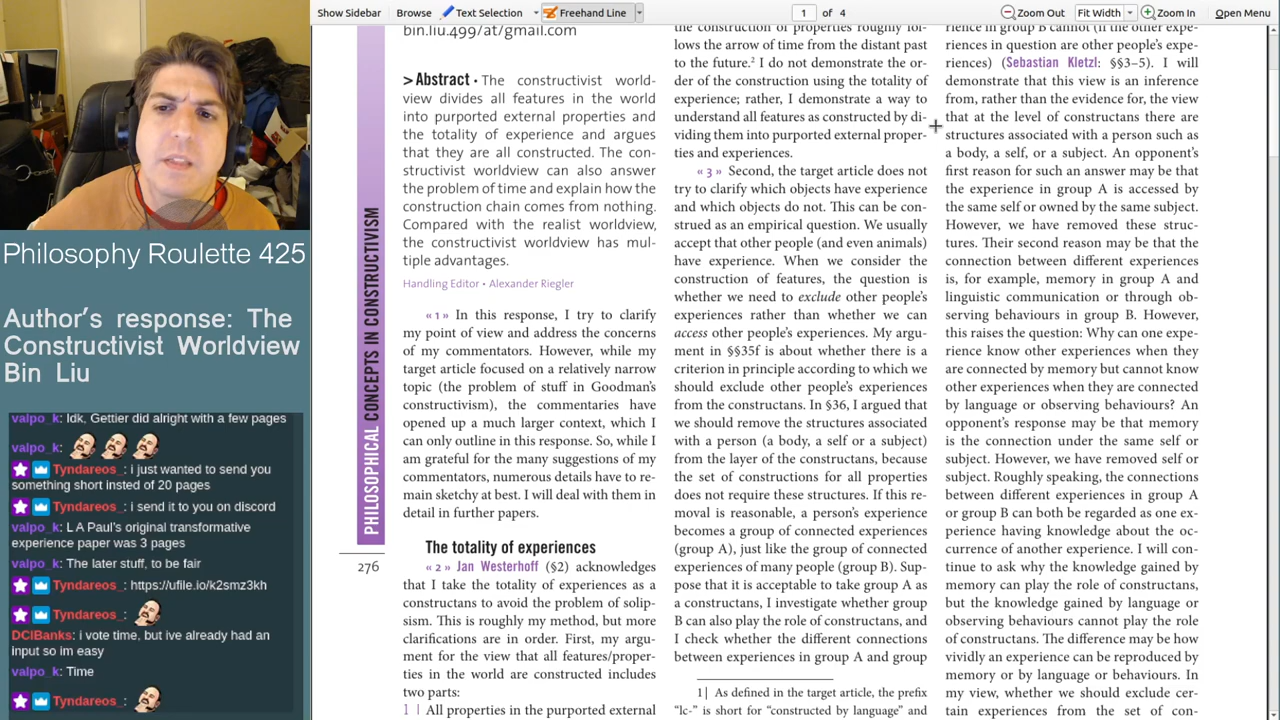 Show Sidebar Browse Text Selection Freehand Line 1 of 4 Zoom Out Fit Width Zoom In Open Menu
Philosophy Roulette 425
Author's response: The
Constructivist Worldview
Bin Liu
valpo_k: Idk, Gettier did alright with a few pages
valpo_k:
Tyndareos_: i just wanted to send you
something short insted of 20 pages
Tyndareos_: i send it to you on discord
valpo_k: L A Paul's original transformative
experience paper was 3 pages
valpo_k: The later stuff, to be fair
Tyndareos_: https://ufile.io/k2smz3kh
Tyndareos_:
DCIBanks: i vote time, but ive already had an
input so im easy
valpo_k: Time
Tyndareos_:
PHILOSOPHICAL CONCEPTS IN CONSTRUCTIVISM
276
bin.liu.499/at/gmail.com
> Abstract • The constructivist world-
view divides all features in the world
into purported external properties and
the totality of experience and argues
that they are all constructed. The con-
structivist worldview can also answer
the problem of time and explain how the
construction chain comes from nothing.
Compared with the realist worldview,
the constructivist worldview has mul-
tiple advantages.
Handling Editor • Alexander Riegler
« 1 » In this response, I try to clarify
my point of view and address the concerns
of my commentators. However, while my
target article focused on a relatively narrow
topic (the problem of stuff in Goodman's
constructivism), the commentaries have
opened up a much larger context, which I
can only outline in this response. So, while I
am grateful for the many suggestions of my
commentators, numerous details have to re-
main sketchy at best. I will deal with them in
detail in further papers.
The totality of experiences
« 2 » Jan Westerhoff (§2) acknowledges
that I take the totality of experiences as a
constructans to avoid the problem of solip-
sism. This is roughly my method, but more
clarifications are in order. First, my argu-
ment for the view that all features/proper-
ties in the world are constructed includes
two parts:
1 | All properties in the purported external
the construction of properties roughly fol-
lows the arrow of time from the distant past
to the future.2 I do not demonstrate the or-
der of the construction using the totality of
experience; rather, I demonstrate a way to
understand all features as constructed by di-
viding them into purported external proper-
ties and experiences.
« 3 » Second, the target article does not
try to clarify which objects have experience
and which objects do not. This can be con-
strued as an empirical question. We usually
accept that other people (and even animals)
have experience. When we consider the
construction of features, the question is
whether we need to exclude other people's
experiences rather than whether we can
access other people's experiences. My argu-
ment in §§35f is about whether there is a
criterion in principle according to which we
should exclude other people's experiences
from the constructans. In §36, I argued that
we should remove the structures associated
with a person (a body, a self or a subject)
from the layer of the constructans, because
the set of constructions for all properties
does not require these structures. If this re-
moval is reasonable, a person's experience
becomes a group of connected experiences
(group A), just like the group of connected
experiences of many people (group B). Sup-
pose that it is acceptable to take group A as
a constructans, I investigate whether group
B can also play the role of constructans, and
I check whether the different connections
between experiences in group A and group
1 | As defined in the target article, the prefix
"lc-" is short for "constructed by language" and
rience in group B cannot (if the other expe-
riences in question are other people's expe-
riences) (Sebastian Kletzl: §§3–5). I will
demonstrate that this view is an inference
from, rather than the evidence for, the view
that at the level of constructans there are
structures associated with a person such as
a body, a self, or a subject. An opponent's
first reason for such an answer may be that
the experience in group A is accessed by
the same self or owned by the same subject.
However, we have removed these struc-
tures. Their second reason may be that the
connection between different experiences
is, for example, memory in group A and
linguistic communication or through ob-
serving behaviours in group B. However,
this raises the question: Why can one expe-
rience know other experiences when they
are connected by memory but cannot know
other experiences when they are connected
by language or observing behaviours? An
opponent's response may be that memory
is the connection under the same self or
subject. However, we have removed self or
subject. Roughly speaking, the connections
between different experiences in group A
or group B can both be regarded as one ex-
perience having knowledge about the oc-
currence of another experience. I will con-
tinue to ask why the knowledge gained by
memory can play the role of constructans,
but the knowledge gained by language or
observing behaviours cannot play the role
of constructans. The difference may be how
vividly an experience can be reproduced by
memory or by language or behaviours. In
my view, whether we should exclude cer-
tain experiences from the set of con-